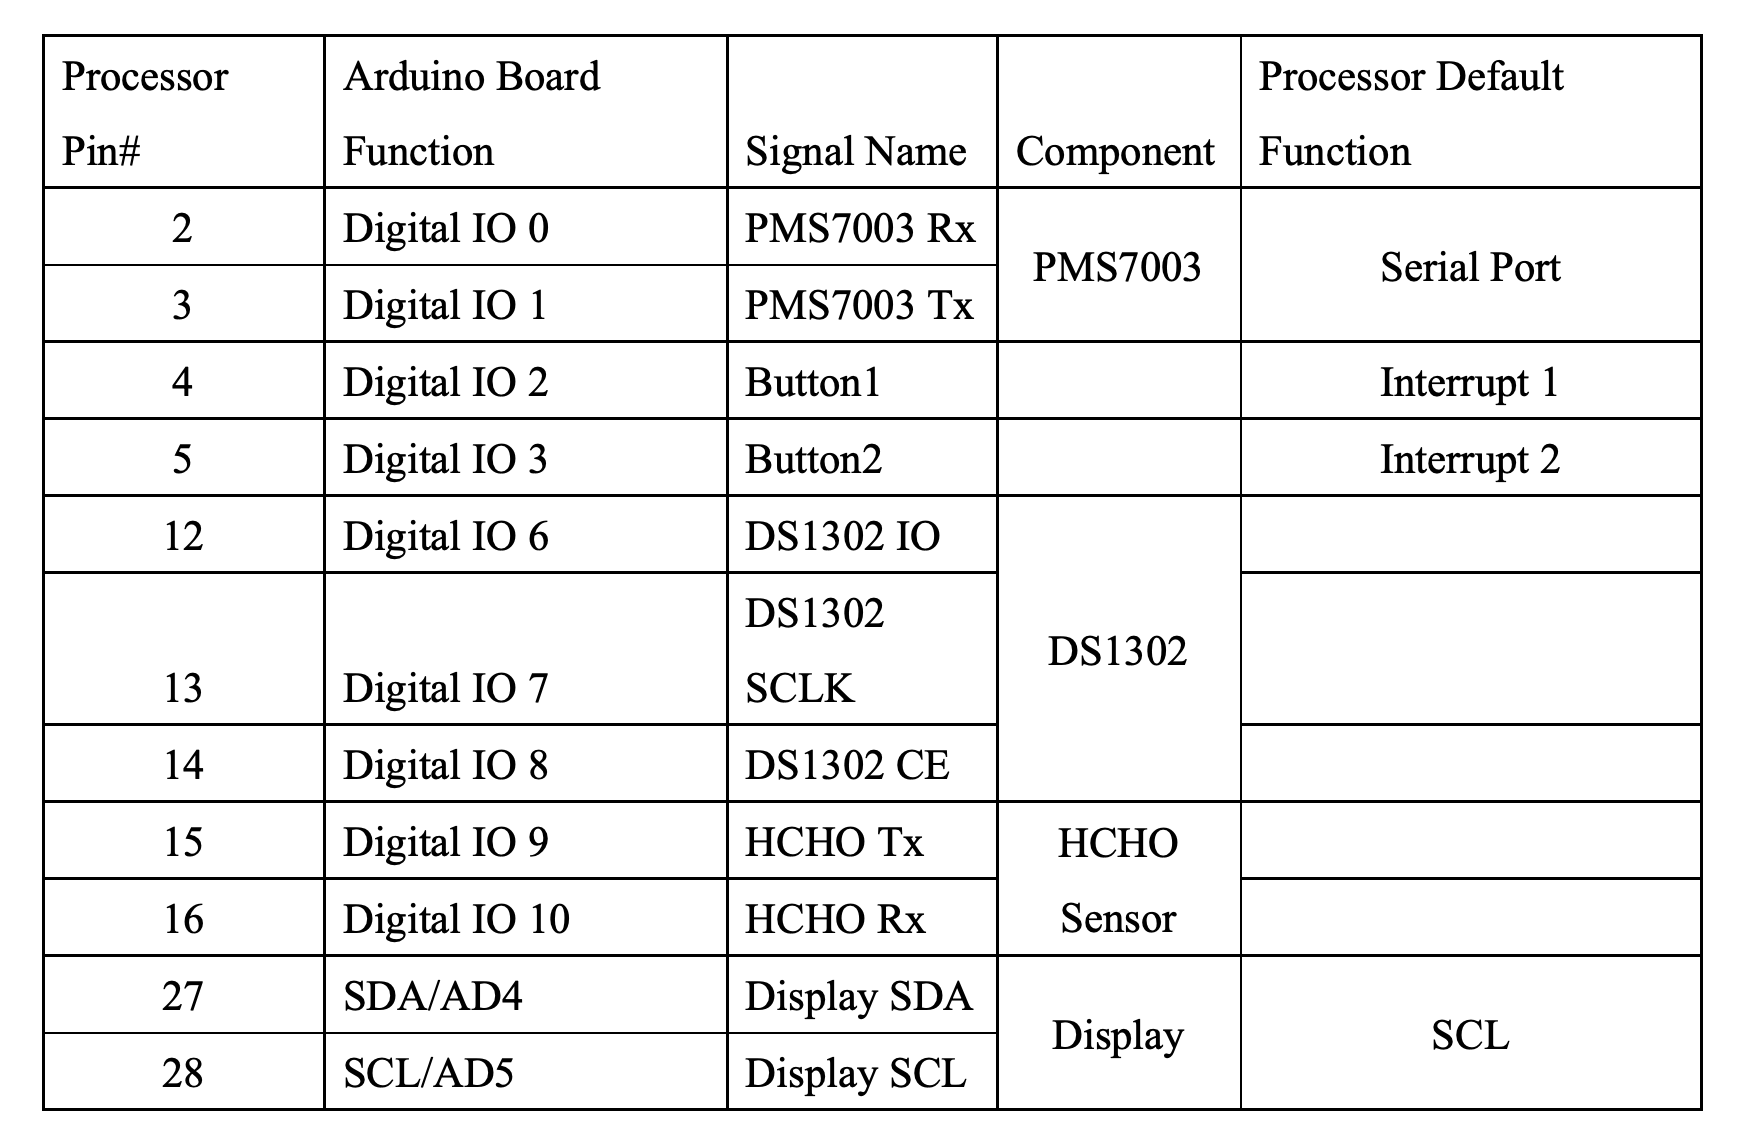 Processor Pin# Arduino Board Function Signal Name Component Processor Default Function
2 Digital IO 0 PMS7003 Rx PMS7003 Serial Port
3 Digital IO 1 PMS7003 Tx
4 Digital IO 2 Button1 Interrupt 1
5 Digital IO 3 Button2 Interrupt 2
12 Digital IO 6 DS1302 IO DS1302
13 Digital IO 7 DS1302 SCLK
14 Digital IO 8 DS1302 CE
15 Digital IO 9 HCHO Tx HCHO Sensor
16 Digital IO 10 HCHO Rx
27 SDA/AD4 Display SDA Display SCL
28 SCL/AD5 Display SCL